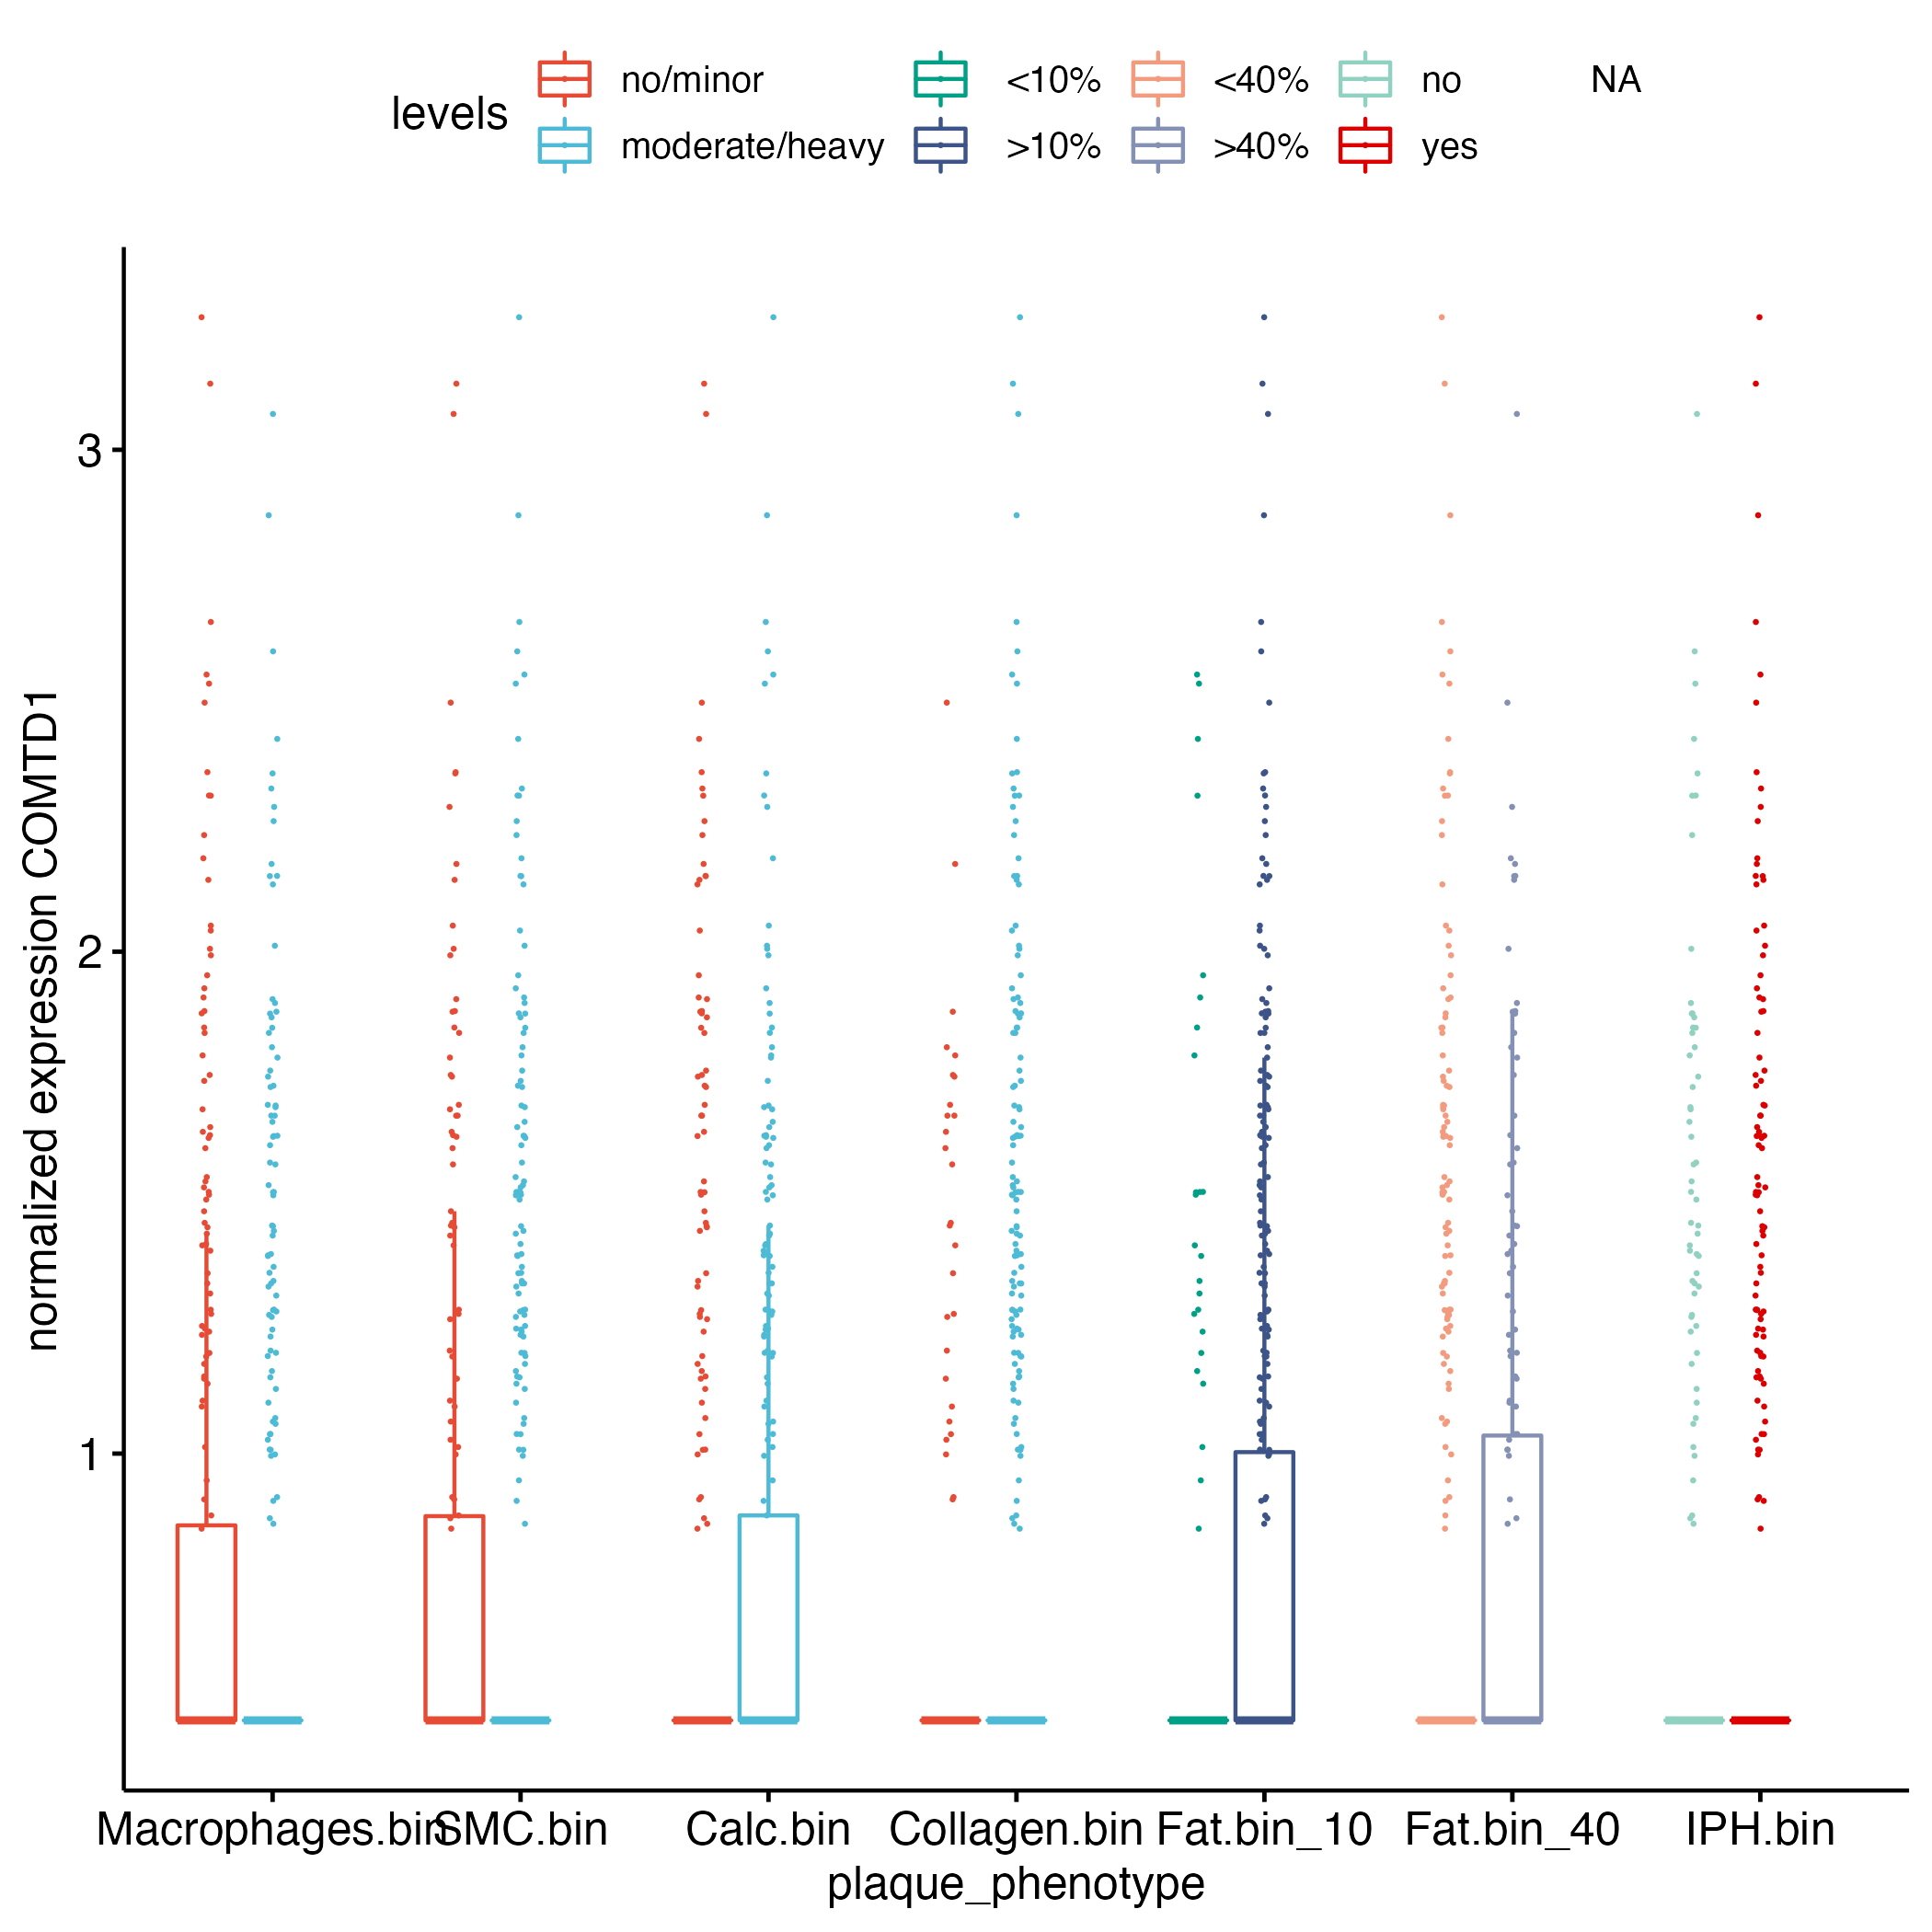 levels no/minor <10% <40% no NA
moderate/heavy >10% >40% yes
normalized expression COMTD1
3
2
1
Macrophages.bin SMC.bin Calc.bin Collagen.bin Fat.bin_10 Fat.bin_40 IPH.bin
plaque_phenotype